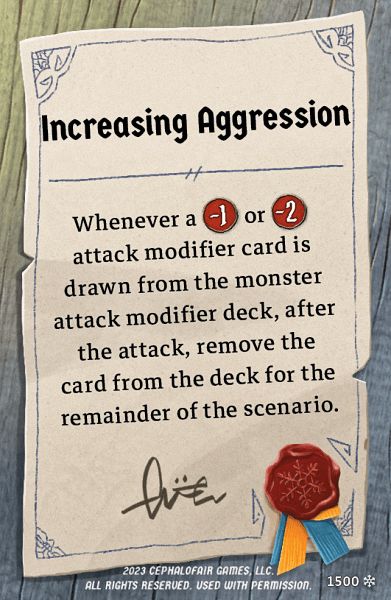 Increasing Aggression
Whenever a -1 or -2
attack modifier card is
drawn from the monster
attack modifier deck, after
the attack, remove the
card from the deck for the
remainder of the scenario.
2023 CEPHALOFAIR GAMES, LLC.
ALL RIGHTS RESERVED. USED WITH PERMISSION.
1500